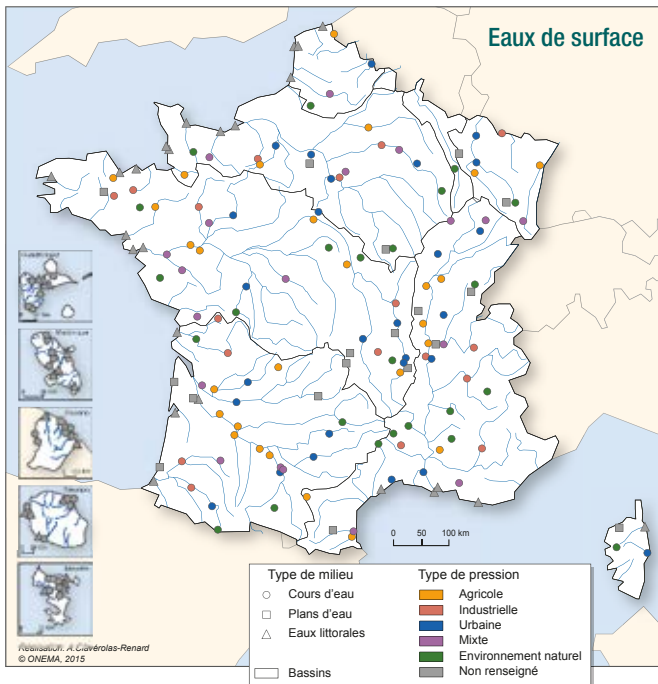 Eaux de surface
0 50 100 km
Type de milieu
Cours d'eau
Plans d'eau
Eaux littorales
Bassins
Type de pression
Agricole
Industrielle
Urbaine
Mixte
Environnement naturel
Non renseigné
Réalisation: A.Clavérolas-Renard
© ONEMA, 2015